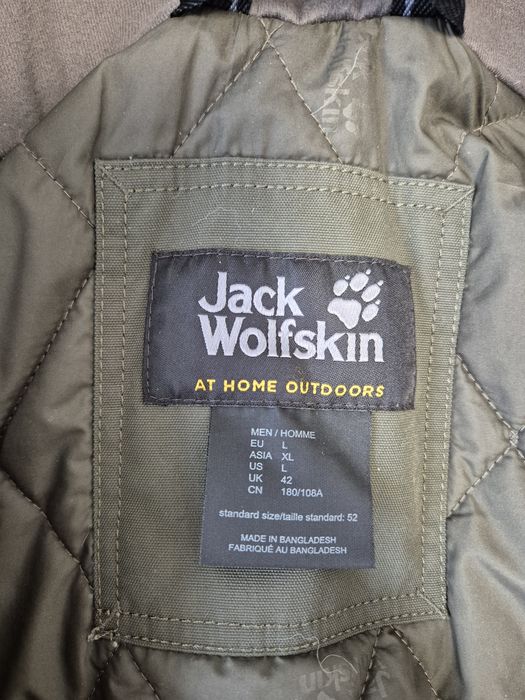 Jack
Wolfskin
AT HOME OUTDOORS
MEN / HOMME
EU L
ASIA XL
US L
UK 42
CN 180/108A
standard size/taille standard: 52
MADE IN BANGLADESH
FABRIQUÉ AU BANGLADESH